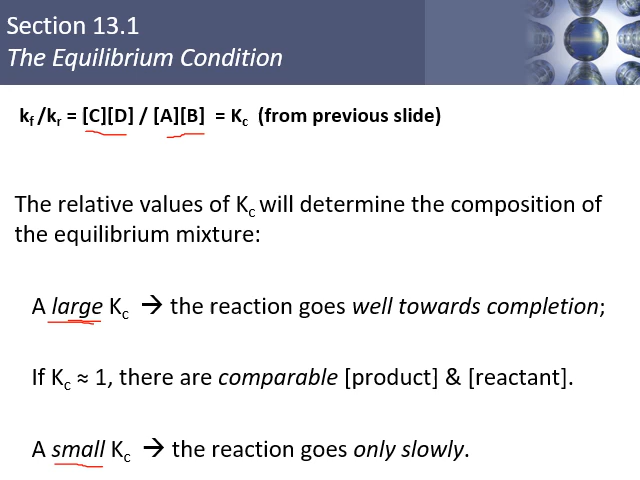 Section 13.1
The Equilibrium Condition
kf /kr = [C][D] / [A][B] = Kc (from previous slide)
The relative values of Kc will determine the composition of
the equilibrium mixture:
A large Kc → the reaction goes well towards completion;
If Kc ≈ 1, there are comparable [product] & [reactant].
A small Kc → the reaction goes only slowly.